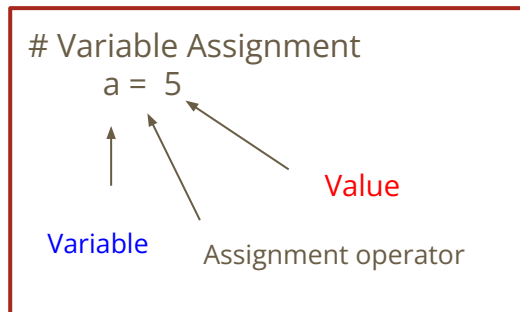 # Variable Assignment
a = 5
Value
Variable
Assignment operator